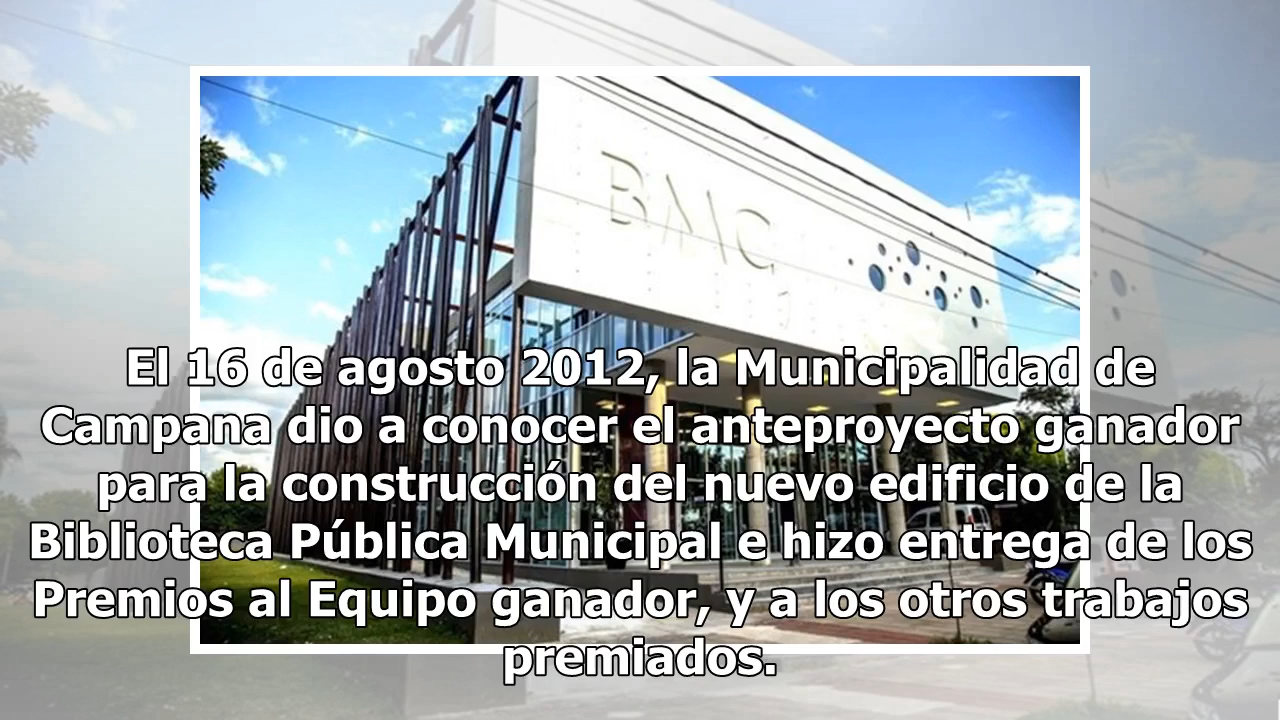 BMC
El 16 de agosto 2012, la Municipalidad de
Campana dio a conocer el anteproyecto ganador
para la construcción del nuevo edificio de la
Biblioteca Pública Municipal e hizo entrega de los
Premios al Equipo ganador, y a los otros trabajos
premiados.